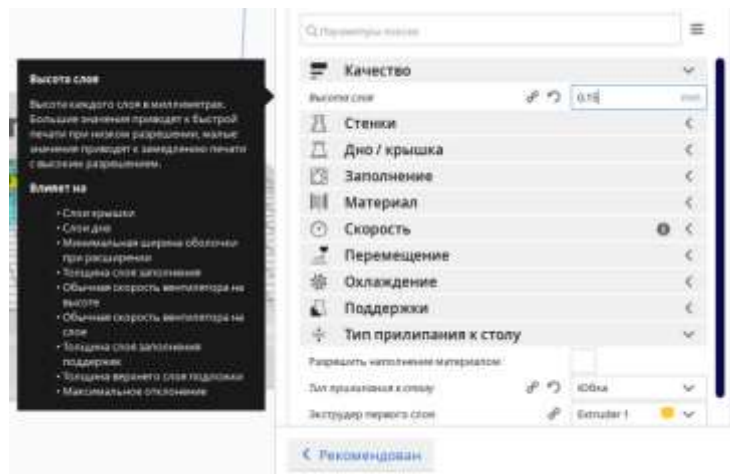 Параметры поиска
Высота слоя
Высота каждого слоя в миллиметрах.
Большие значения приводят к быстрой
печати при низком разрешении, малые
значения приводят к замедлению печати
с высоким разрешением.
Влияет на
• Слои крышки
• Слои дна
• Минимальная ширина оболочки
при расширении
• Толщина слоя заполнения
• Обычная скорость вентилятора на
высоте
• Обычная скорость вентилятора на
слое
• Толщина слоя заполнения
поддержек
• Толщина верхнего слоя подложки
• Максимальное отклонение
Качество
Высота слоя 0.15 mm
Стенки
Дно / крышка
Заполнение
Материал
Скорость
Перемещение
Охлаждение
Поддержки
Тип прилипания к столу
Разрешить наполнение материалом
Тип прилипания к столу Юбка
Экструдер первого слоя Extruder 1
Рекомендован